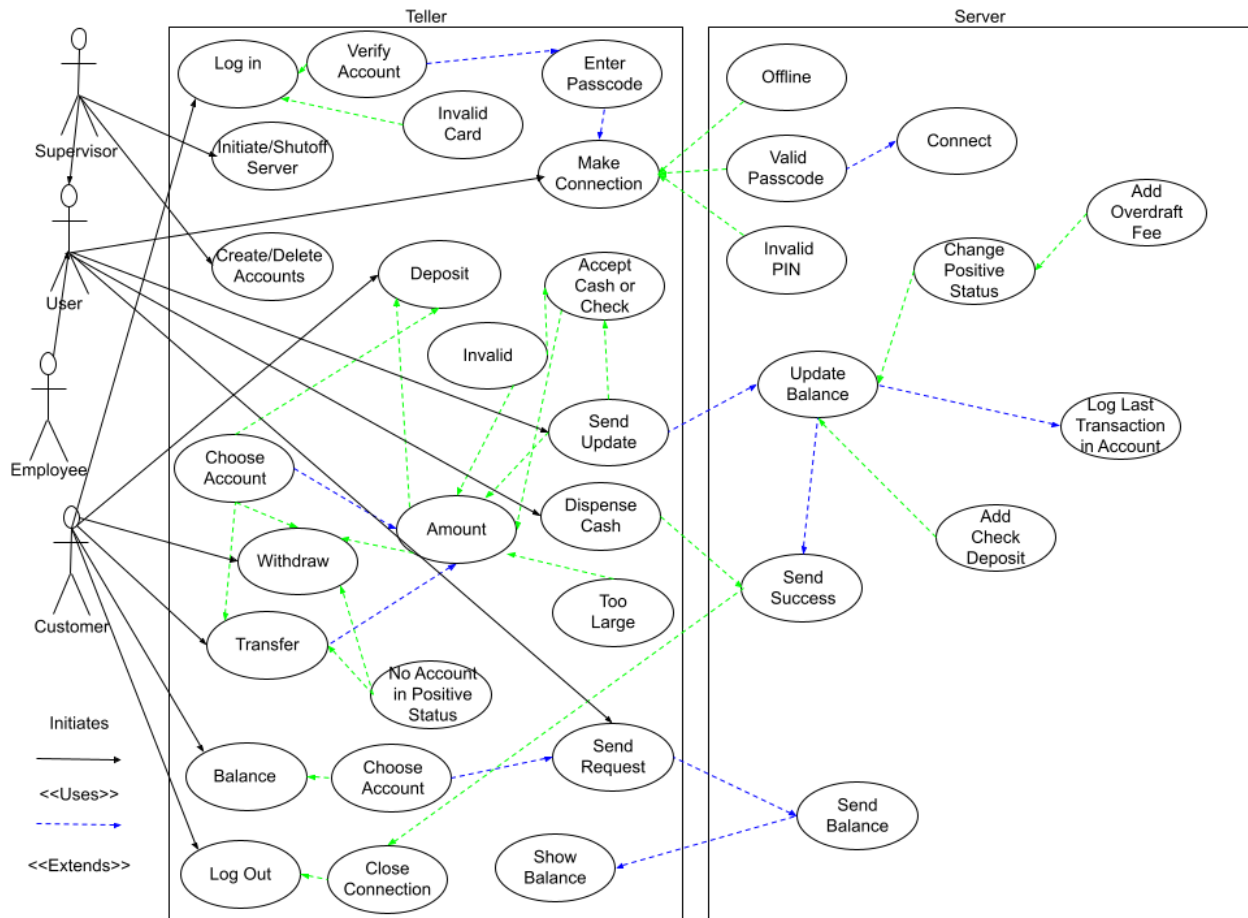 Teller
Server
Log in
Verify
Account
Enter
Passcode
Offline
Invalid
Card
Supervisor
Initiate/Shutoff
Server
Make
Connection
Valid
Passcode
Connect
User
Create/Delete
Accounts
Deposit
Accept
Cash or
Check
Invalid
PIN
Change
Positive
Status
Add
Overdraft
Fee
Invalid
Employee
Choose
Account
Send
Update
Update
Balance
Log Last
Transaction
in Account
Amount
Dispense
Cash
Add
Check
Deposit
Customer
Withdraw
Too
Large
Send
Success
Transfer
No Account
in Positive
Status
Initiates
Balance
Choose
Account
Send
Request
<<Uses>>
Send
Balance
<<Extends>>
Log Out
Close
Connection
Show
Balance